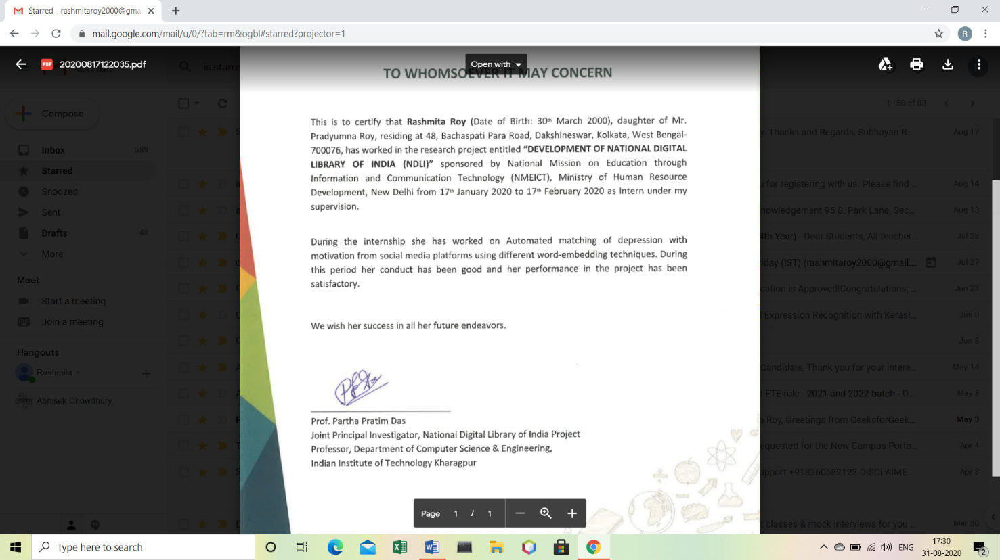 Starred - rashmitaroy2000@gma
mail.google.com/mail/u/0/?tab=rm&ogbl#starred?projector=1
R
PDF 20200817122035.pdf
is:starre
Open with
TO WHOMSOEVER IT MAY CONCERN
Compose
1–50 of 83
Inbox 589
Starred
Snoozed
Sent
Drafts 48
More
Meet
Start a meeting
Join a meeting
Hangouts
Rashmita
Abhisek Chowdhury
This is to certify that Rashmita Roy (Date of Birth: 30th March 2000), daughter of Mr.
Pradyumna Roy, residing at 48, Bachaspati Para Road, Dakshineswar, Kolkata, West Bengal-
700076, has worked in the research project entitled “DEVELOPMENT OF NATIONAL DIGITAL
LIBRARY OF INDIA (NDLI)” sponsored by National Mission on Education through
Information and Communication Technology (NMEICT), Ministry of Human Resource
Development, New Delhi from 17th January 2020 to 17th February 2020 as Intern under my
supervision.
During the internship she has worked on Automated matching of depression with
motivation from social media platforms using different word-embedding techniques. During
this period her conduct has been good and her performance in the project has been
satisfactory.
We wish her success in all her future endeavors.
Prof. Partha Pratim Das
Joint Principal Investigator, National Digital Library of India Project
Professor, Department of Computer Science & Engineering,
Indian Institute of Technology Kharagpur
Page 1 / 1
y. Thanks and Regards, Subhayan R... Aug 17
for registering with us. Please find ... Aug 14
nowledgement 95 B, Park Lane, Sec... Aug 13
4th Year) - Dear Students, All teacher... Jul 28
iday (IST) (rashmitaroy2000@gmail.... Jul 27
cation is Approved!Congratulations, ... Jun 23
Expression Recognition with Keras!... Jun 8
Jun 8
Candidate, Thank you for your intere... May 14
FTE role - 2021 and 2022 batch - D... May 8
a Roy, Greetings from GeeksforGeek... May 3
equested for the New Campus Porta... Apr 4
upport +918360682123 DISCLAIME... Apr 3
t classes & mock interviews for you ... Mar 30
Type here to search
ENG
17:30
31-08-2020
2